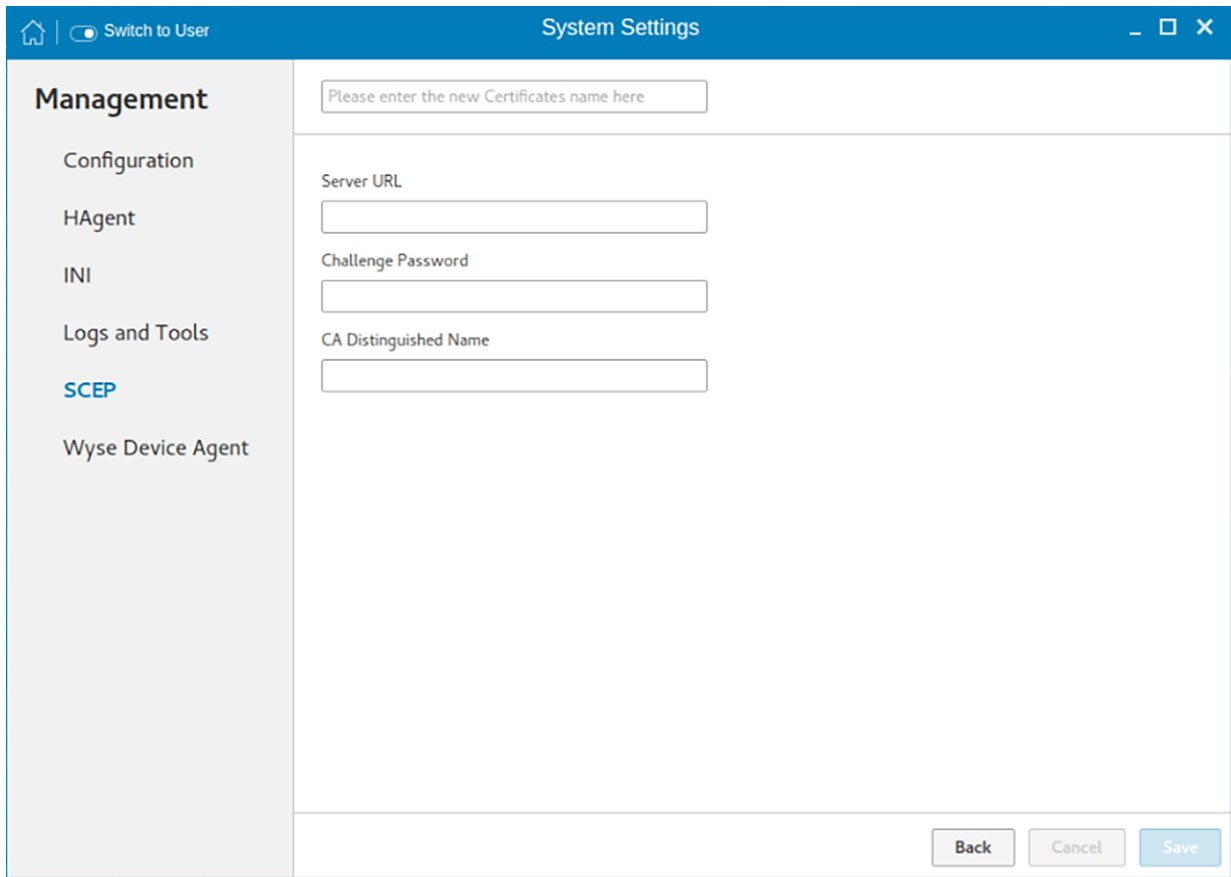 Switch to User
System Settings
Management
Configuration
HAgent
INI
Logs and Tools
SCEP
Wyse Device Agent
Please enter the new Certificates name here
Server URL
Challenge Password
CA Distinguished Name
Back
Cancel
Save